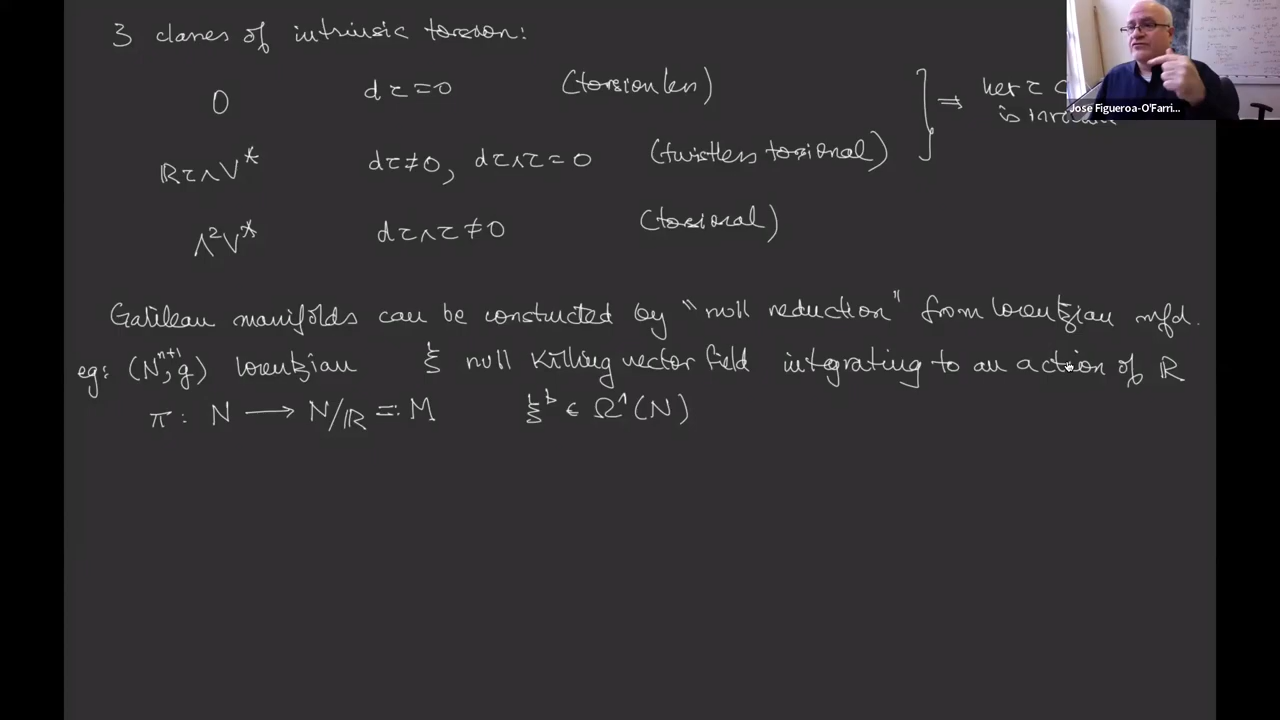 3 classes of intrinsic torsion:
0 dτ=0 (torsionless)
ℝτ∧V* dτ≠0, dτ∧τ=0 (twistless torsional)
⇒ ker τ
is
Λ²V* dτ∧τ≠0 (torsional)
Galilean manifolds can be constructed by "null reduction" from lorentzian mfd.
eg: (Nⁿ⁺¹, g) lorentzian ξ null Killing vector field integrating to an action of ℝ
π: N ⟶ N/ℝ =: M ξ♭ ∈ Ω¹(N)
Jose Figueroa-O'Farri...